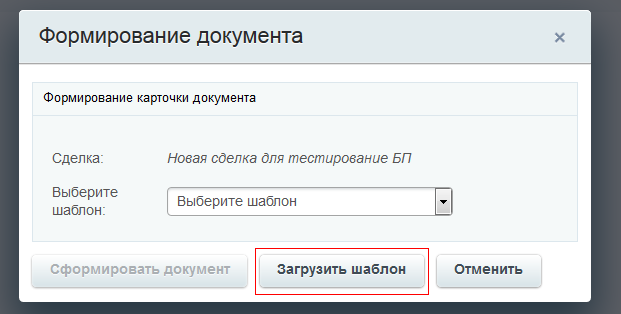 Формирование документа
Формирование карточки документа
Сделка: Новая сделка для тестирование БП
Выберите шаблон: Выберите шаблон
Сформировать документ Загрузить шаблон Отменить